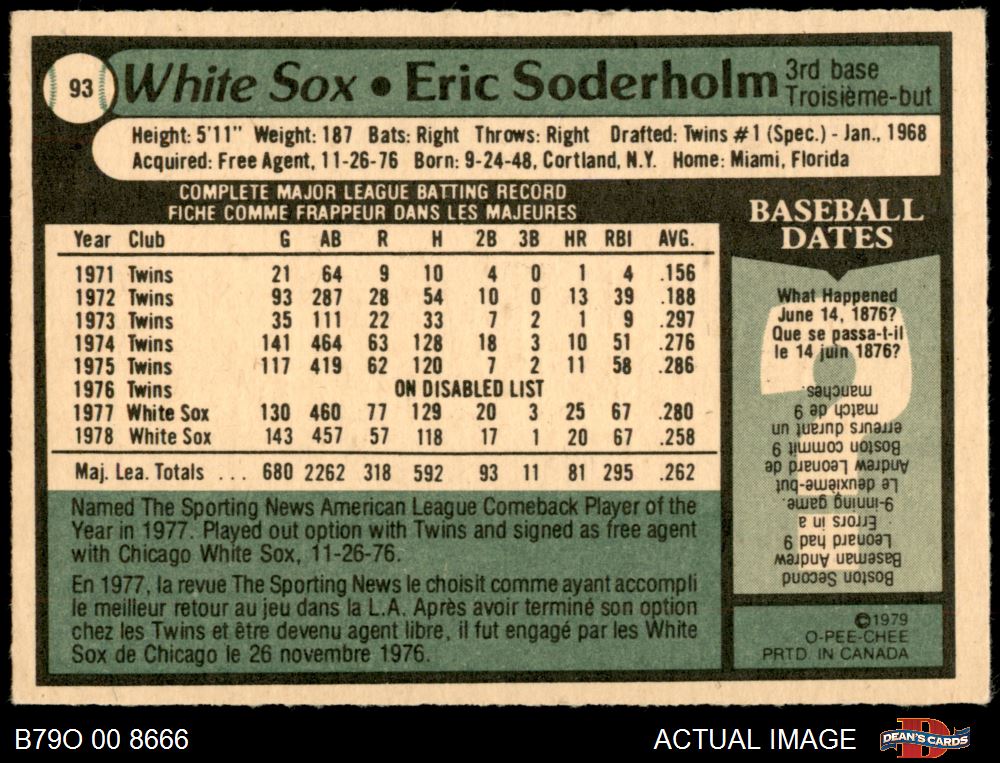 93
White Sox • Eric Soderholm
3rd base
Troisième-but
Height: 5'11" Weight: 187 Bats: Right Throws: Right Drafted: Twins #1 (Spec.) - Jan., 1968
Acquired: Free Agent, 11-26-76 Born: 9-24-48, Cortland, N.Y. Home: Miami, Florida
COMPLETE MAJOR LEAGUE BATTING RECORD
FICHE COMME FRAPPEUR DANS LES MAJEURES
Year Club G AB R H 2B 3B HR RBI AVG.
1971 Twins 21 64 9 10 4 0 1 4 .156
1972 Twins 93 287 28 54 10 0 13 39 .188
1973 Twins 35 111 22 33 7 2 1 9 .297
1974 Twins 141 464 63 128 18 3 10 51 .276
1975 Twins 117 419 62 120 7 2 11 58 .286
1976 Twins ON DISABLED LIST
1977 White Sox 130 460 77 129 20 3 25 67 .280
1978 White Sox 143 457 57 118 17 1 20 67 .258
Maj. Lea. Totals ... 680 2262 318 592 93 11 81 295 .262
Named The Sporting News American League Comeback Player of the
Year in 1977. Played out option with Twins and signed as free agent
with Chicago White Sox, 11-26-76.
En 1977, la revue The Sporting News le choisit comme ayant accompli
le meilleur retour au jeu dans la L.A. Après avoir terminé son option
chez les Twins et être devenu agent libre, il fut engagé par les White
Sox de Chicago le 26 novembre 1976.
BASEBALL
DATES
What Happened
June 14, 1876?
Que se passa-t-il
le 14 juin 1876?
Boston Second
Baseman Andrew
Leonard had 9
Errors in a
9-inning game.
Le deuxième-but
Andrew Leonard de
Boston commit 9
erreurs durant un
match de 9
manches.
©1979
O-PEE-CHEE
PRTD. IN CANADA
B79O 00 8666
ACTUAL IMAGE
D
DEAN'S CARDS